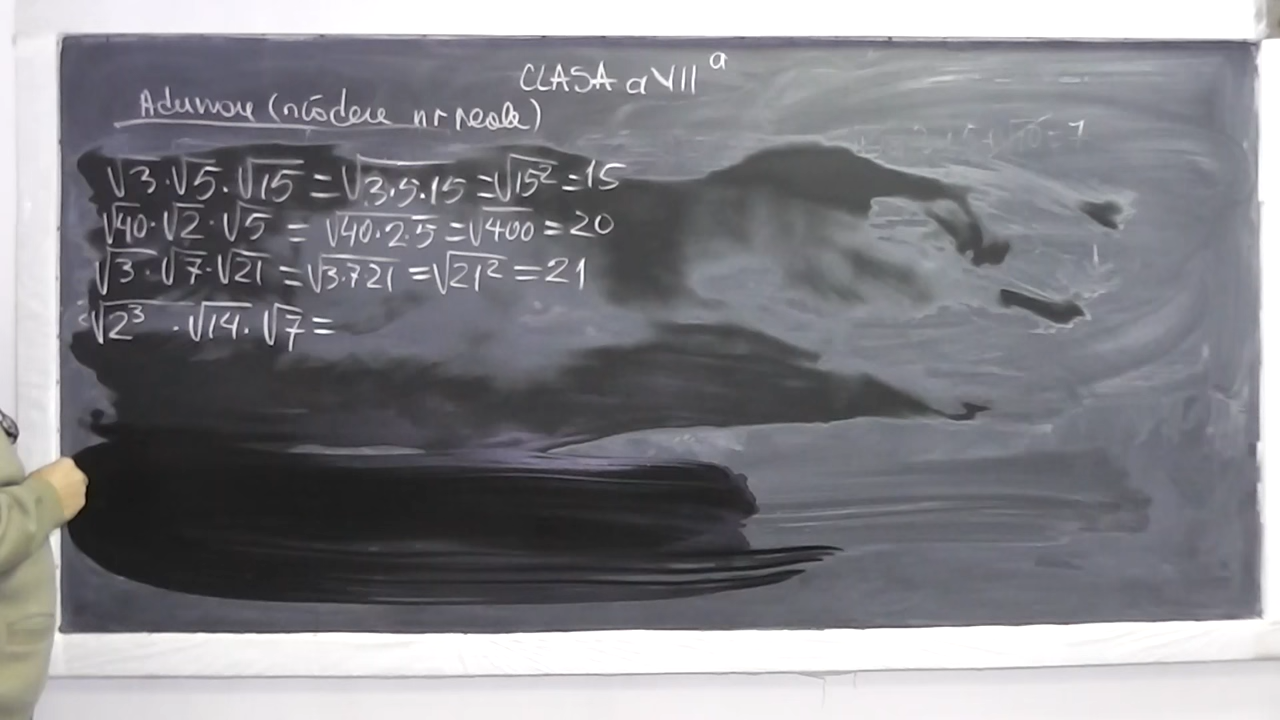 CLASA a VII a
Adunare (scădere nr reale)
√3·√5·√15 = √3·5·15 = √15² = 15
√40·√2·√5 = √40·2·5 = √400 = 20
√3·√7·√21 = √3·7·21 = √21² = 21
√2³·√14·√7 =